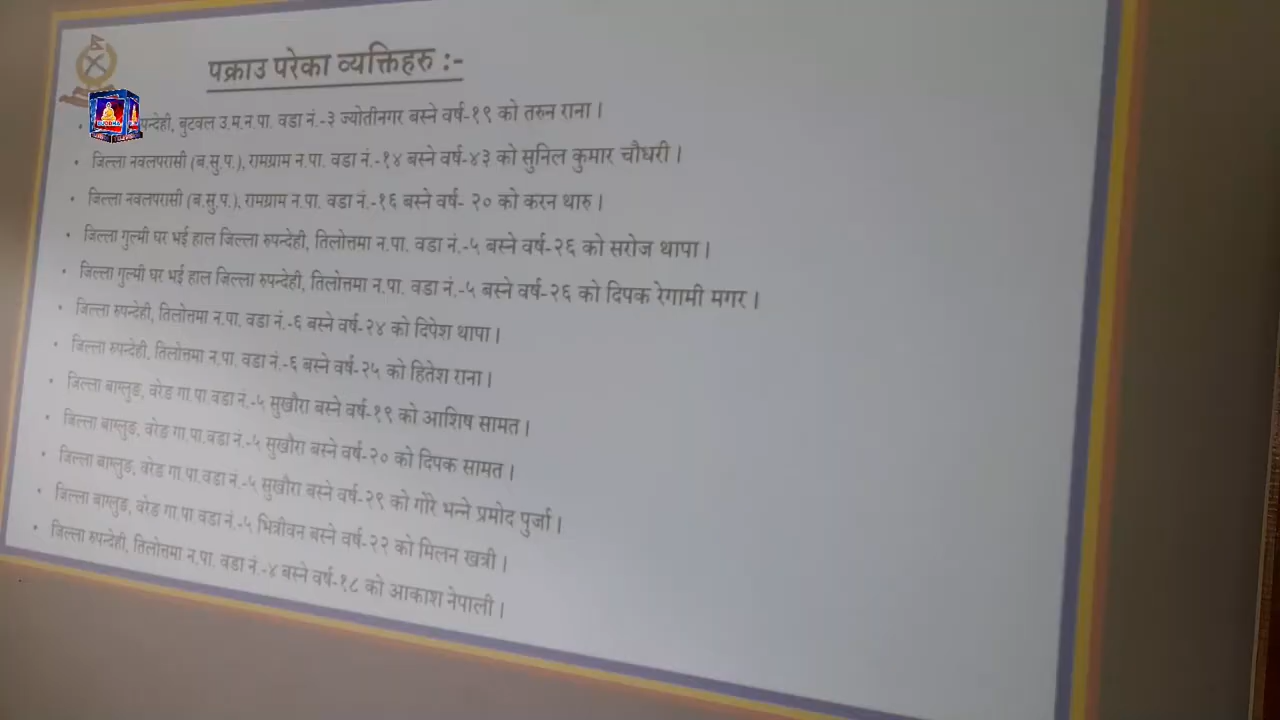 पक्राउ परेका व्यक्तिहरु :-
पन्देही, बुटवल उ.म.न.पा. वडा नं.-३ ज्योतीनगर बस्ने वर्ष-१९ को तरुन राना ।
• जिल्ला नवलपरासी (ब.सु.प.), रामग्राम न.पा. वडा नं.-१४ बस्ने वर्ष-४३ को सुनिल कुमार चौधरी ।
• जिल्ला नवलपरासी (ब.सु.प.), रामग्राम न.पा. वडा नं.-१६ बस्ने वर्ष- २० को करन थारु ।
• जिल्ला गुल्मी घर भई हाल जिल्ला रुपन्देही, तिलोत्तमा न.पा. वडा नं.-५ बस्ने वर्ष-२६ को सरोज थापा ।
• जिल्ला गुल्मी घर भई हाल जिल्ला रुपन्देही, तिलोत्तमा न.पा. वडा नं.-५ बस्ने वर्ष-२६ को दिपक रेगामी मगर ।
• जिल्ला रुपन्देही, तिलोत्तमा न.पा. वडा नं.-६ बस्ने वर्ष-२४ को दिपेश थापा ।
• जिल्ला रुपन्देही, तिलोत्तमा न.पा. वडा नं.-६ बस्ने वर्ष-२५ को हितेश राना ।
• जिल्ला बाग्लुङ, वरेङ गा.पा वडा नं.-५ सुखौरा बस्ने वर्ष-१९ को आशिष सामत ।
• जिल्ला बाग्लुङ, वरेङ गा.पा.वडा नं.-५ सुखौरा बस्ने वर्ष-२० को दिपक सामत ।
• जिल्ला बाग्लुङ, वरेङ गा.पा.वडा नं.-५ सुखौरा बस्ने वर्ष-२९ को गोरे भन्ने प्रमोद पुर्जा ।
• जिल्ला बाग्लुङ, वरेङ गा.पा वडा नं.-५ भित्रीवन बस्ने वर्ष-२२ को मिलन खत्री ।
• जिल्ला रुपन्देही, तिलोत्तमा न.पा. वडा नं.-४ बस्ने वर्ष-१८ को आकाश नेपाली ।